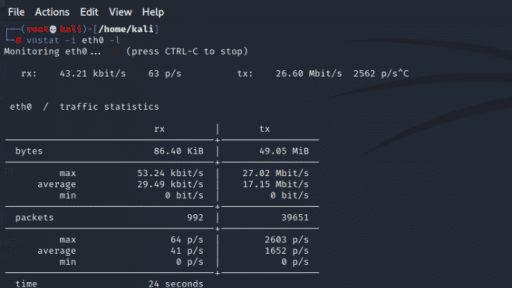 File Actions Edit View Help
(root💀kali)-[/home/kali]
# vnstat -i eth0 -l
Monitoring eth0... (press CTRL-C to stop)
rx: 43.21 kbit/s 63 p/s tx: 26.60 Mbit/s 2562 p/s^C
eth0 / traffic statistics
rx | tx
bytes 86.40 KiB | 49.05 MiB
max 53.24 kbit/s | 27.02 Mbit/s
average 29.49 kbit/s | 17.15 Mbit/s
min 0 bit/s | 0 bit/s
packets 992 | 39651
max 64 p/s | 2603 p/s
average 41 p/s | 1652 p/s
min 0 p/s | 0 p/s
time 24 seconds